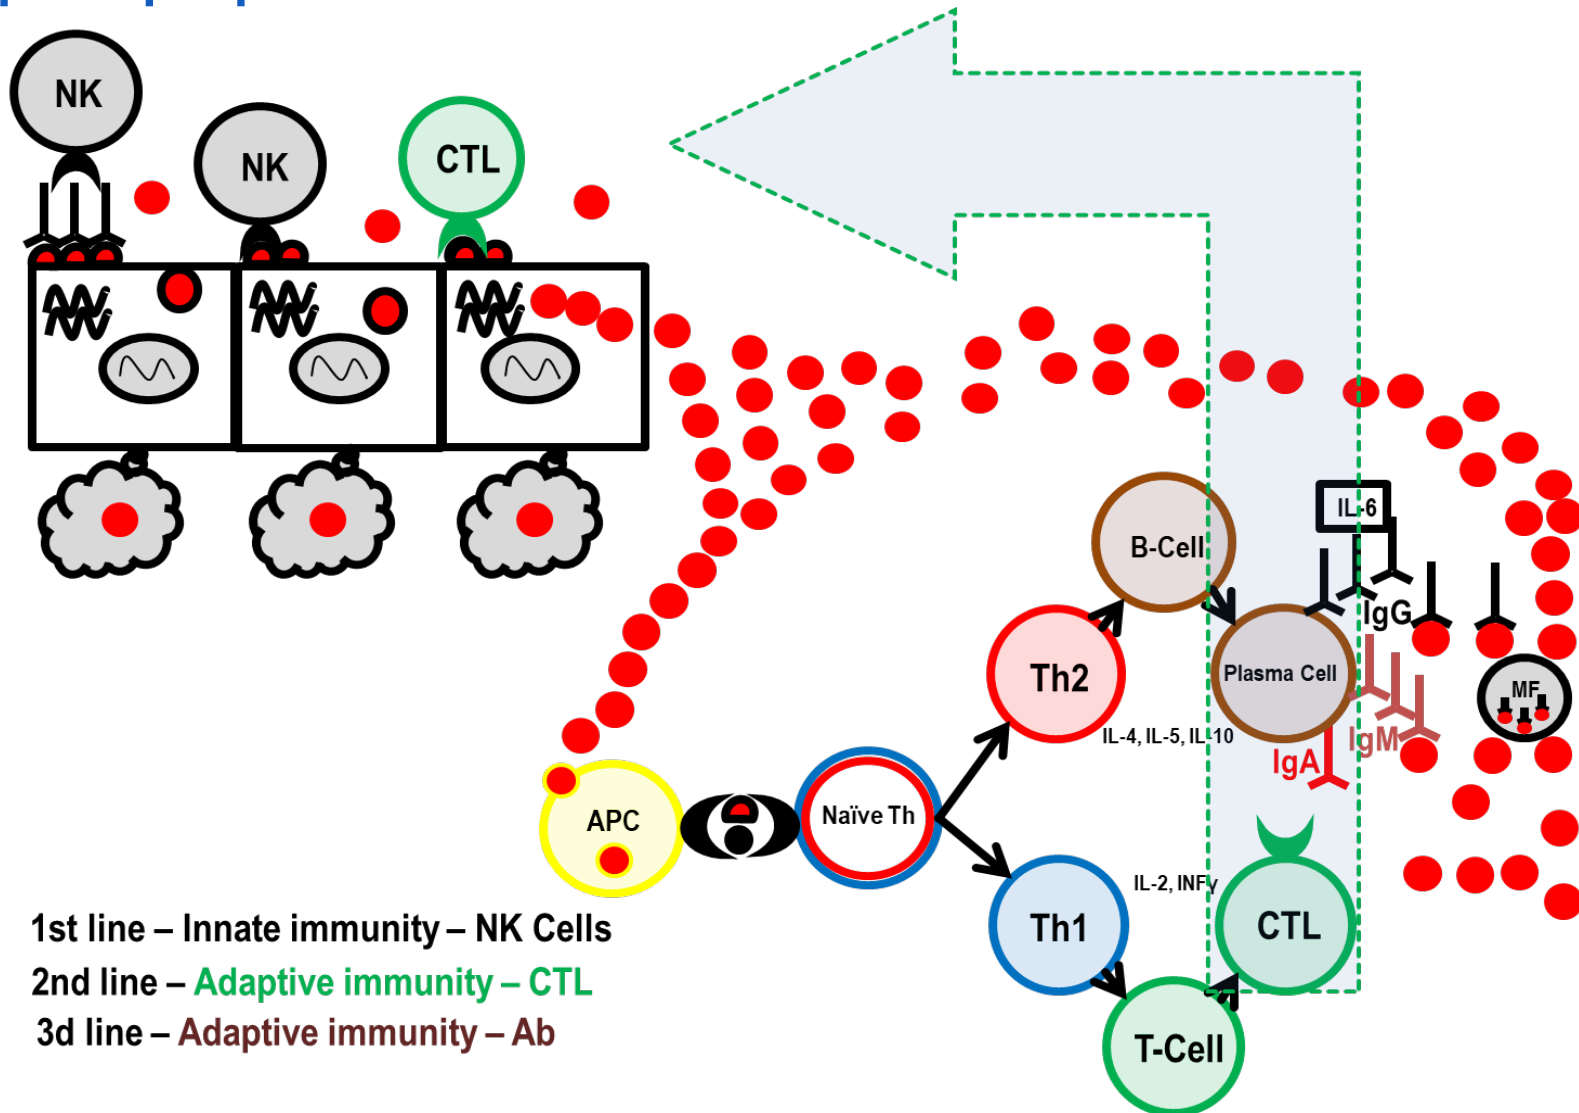 NK
NK
CTL
B-Cell
IL-6
IgG
Th2
Plasma Cell
MF
IL-4, IL-5, IL-10
IgM
IgA
APC
Naïve Th
IL-2, INFγ
Th1
CTL
T-Cell
1st line – Innate immunity – NK Cells
2nd line – Adaptive immunity – CTL
3d line – Adaptive immunity – Ab